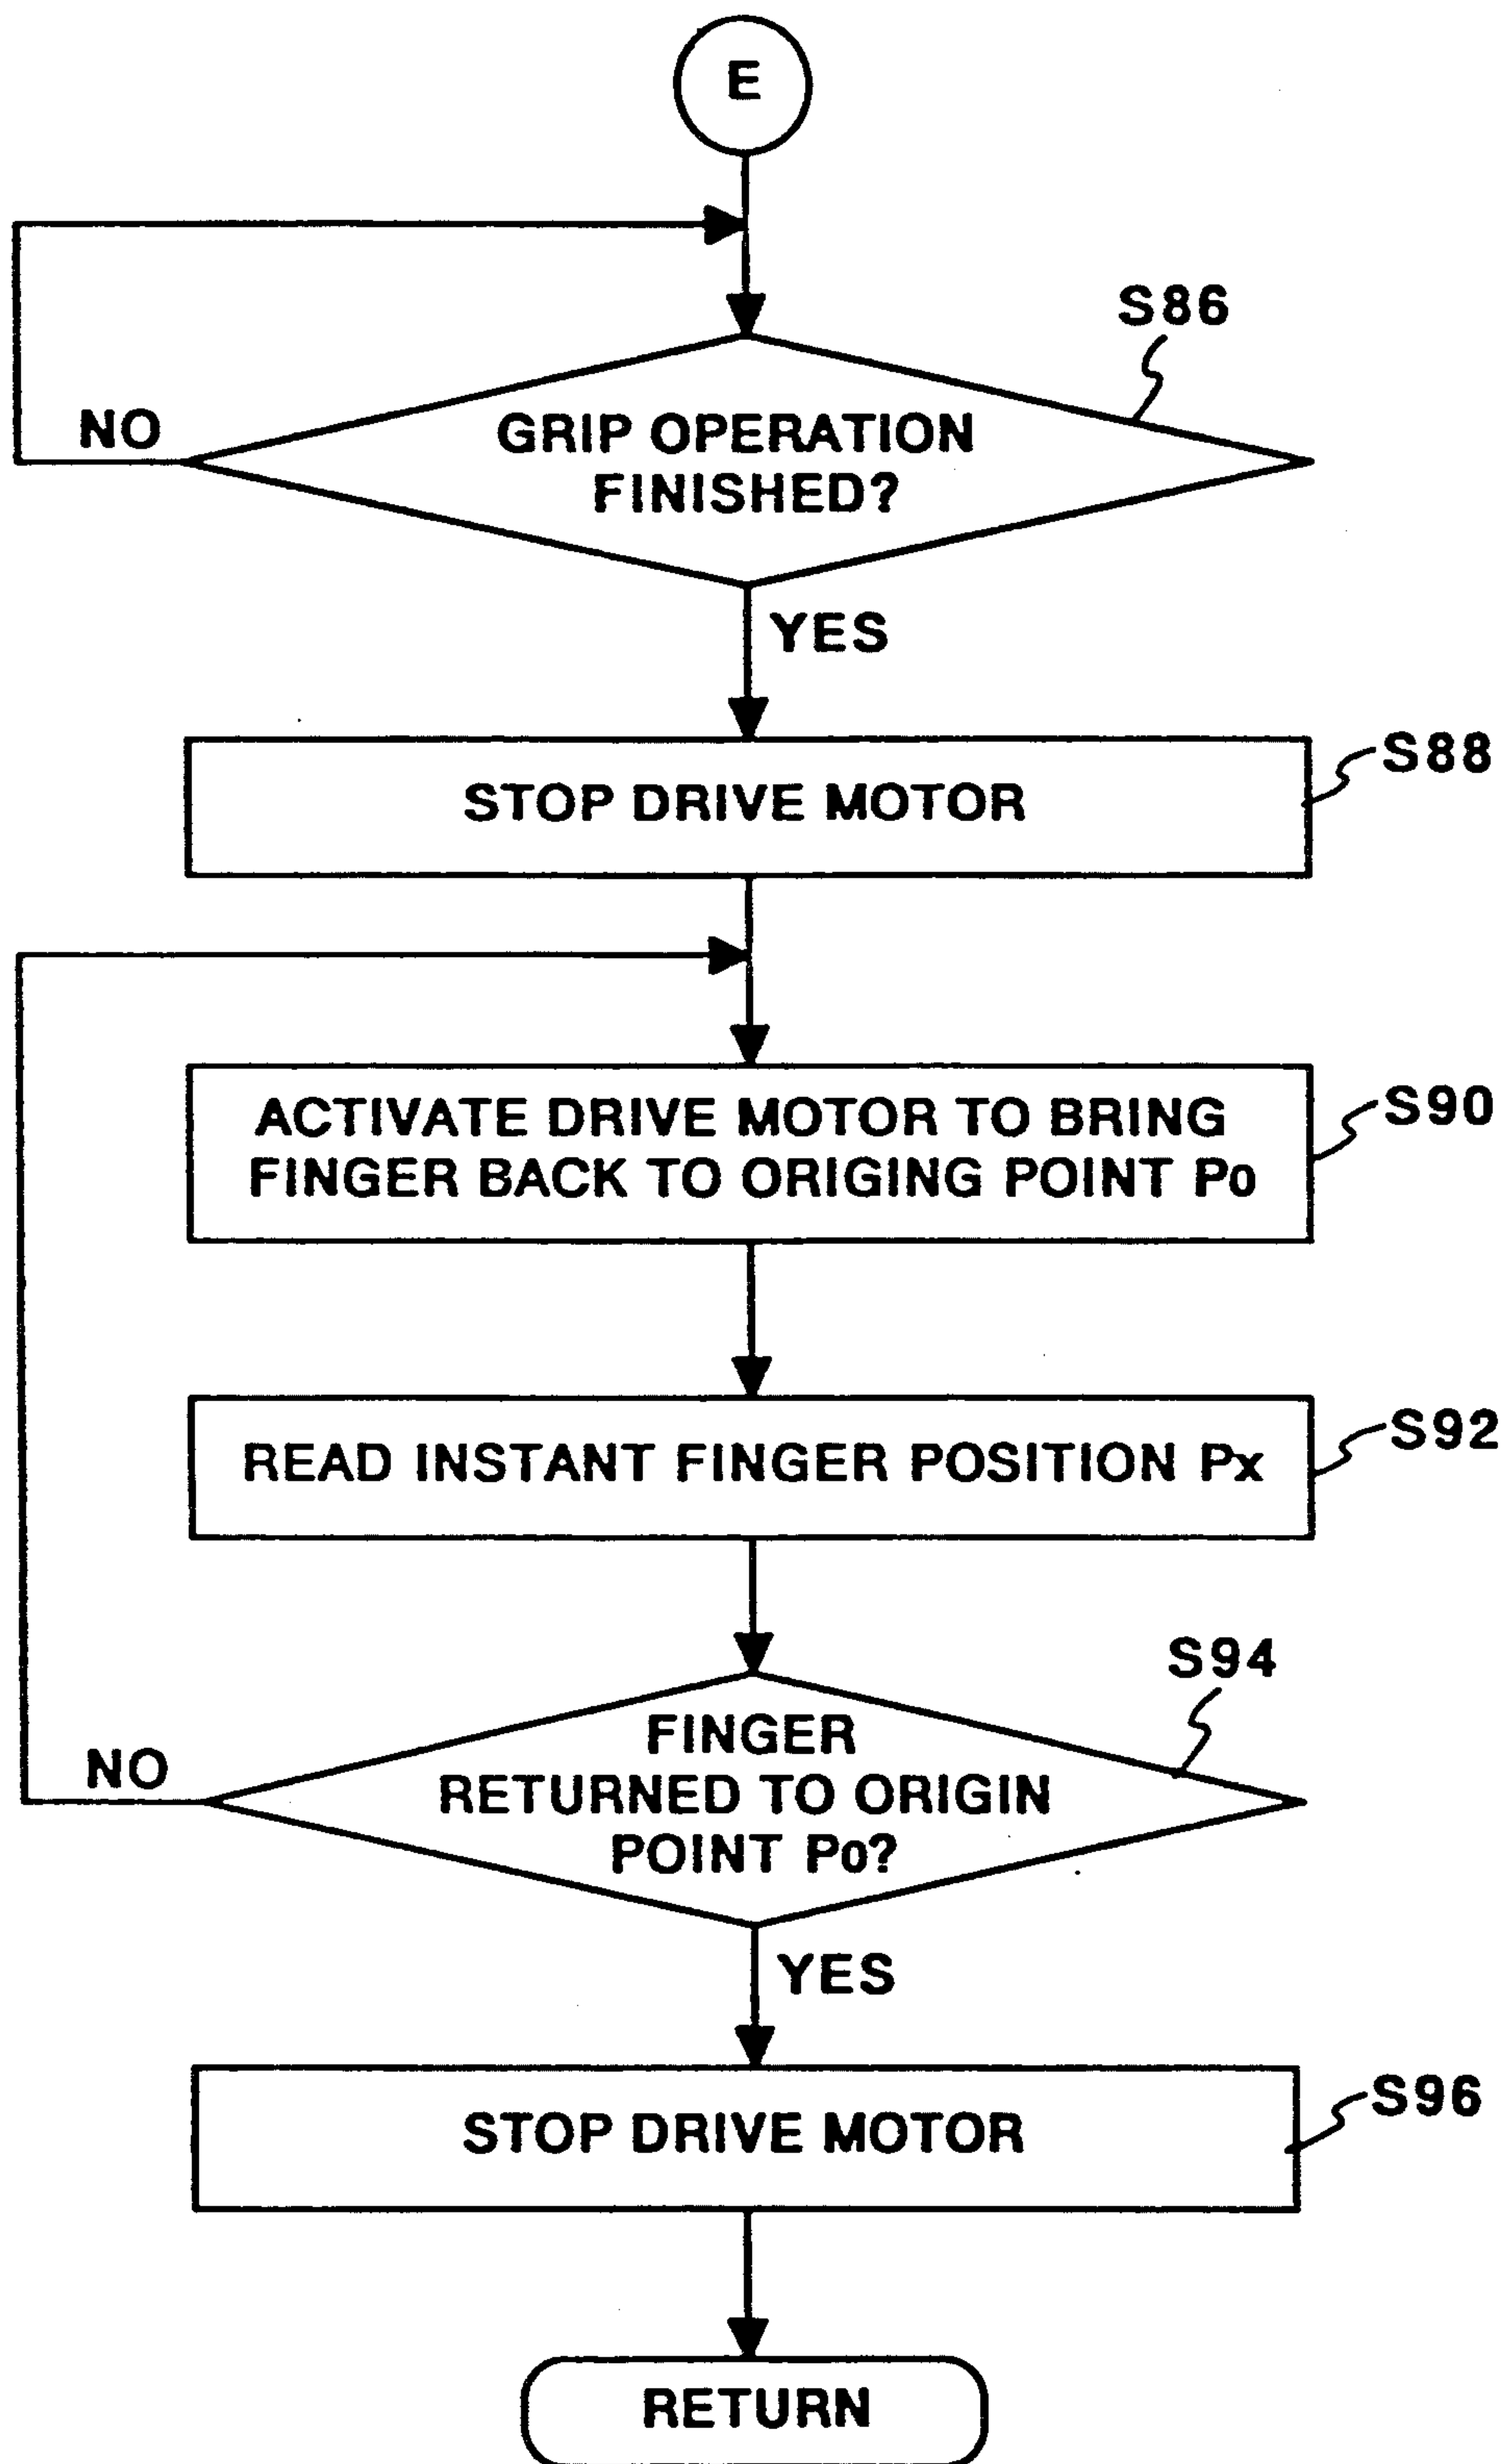 E
S86
NO
GRIP OPERATION
FINISHED?
YES
S88
STOP DRIVE MOTOR
S90
ACTIVATE DRIVE MOTOR TO BRING
FINGER BACK TO ORIGING POINT P0
S92
READ INSTANT FINGER POSITION Px
S94
NO
FINGER
RETURNED TO ORIGIN
POINT P0?
YES
S96
STOP DRIVE MOTOR
RETURN